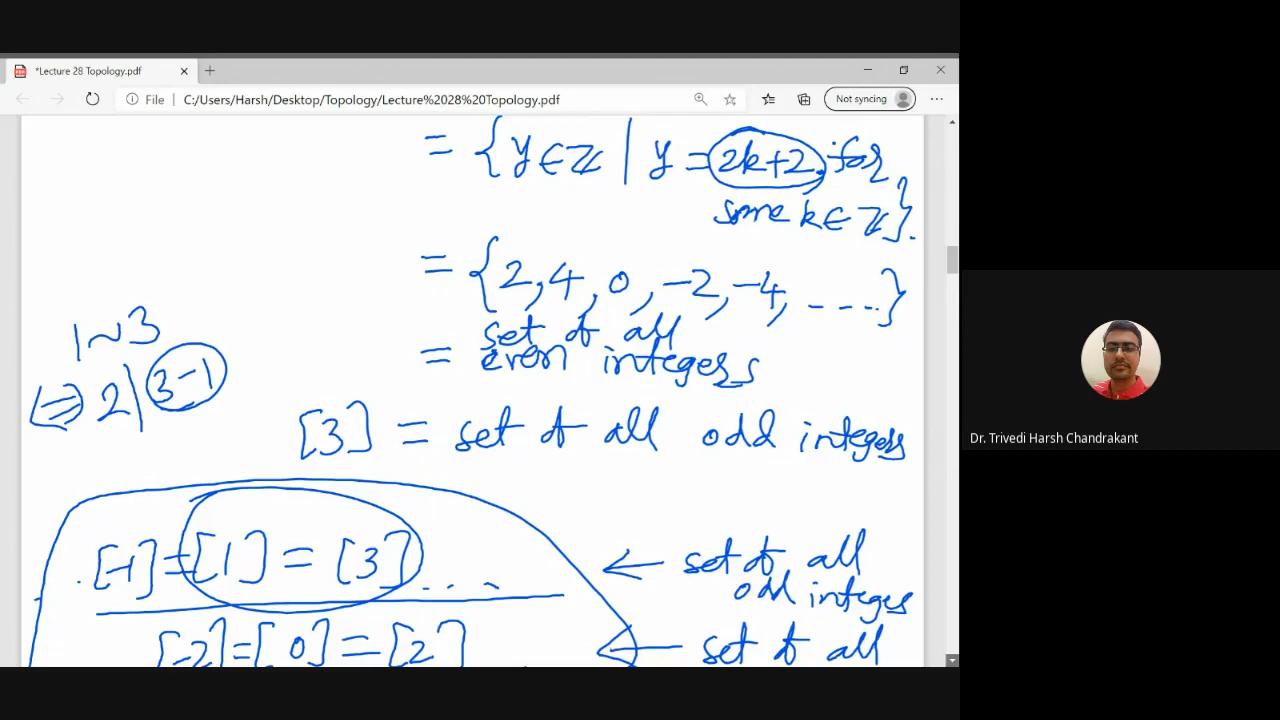 *Lecture 28 Topology.pdf
File | C:/Users/Harsh/Desktop/Topology/Lecture%2028%20Topology.pdf
Not syncing
= {y∈ℤ | y = 2k+2, for
some k∈ℤ}.
= {2, 4, 0, -2, -4, ....}
set of all
= even integers
1~3
⇔ 2|3-1
[3] = set of all odd integers
[-1]=[1] = [3] ....
← set of all
odd integes
[-2]=[0] = [2]
← set of all
Dr. Trivedi Harsh Chandrakant